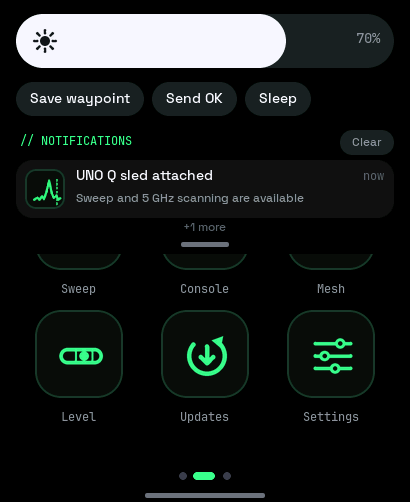 70%
Save waypoint Send OK Sleep
// NOTIFICATIONS Clear
UNO Q sled attached now
Sweep and 5 GHz scanning are available
+1 more
Sweep Console Mesh
Level Updates Settings